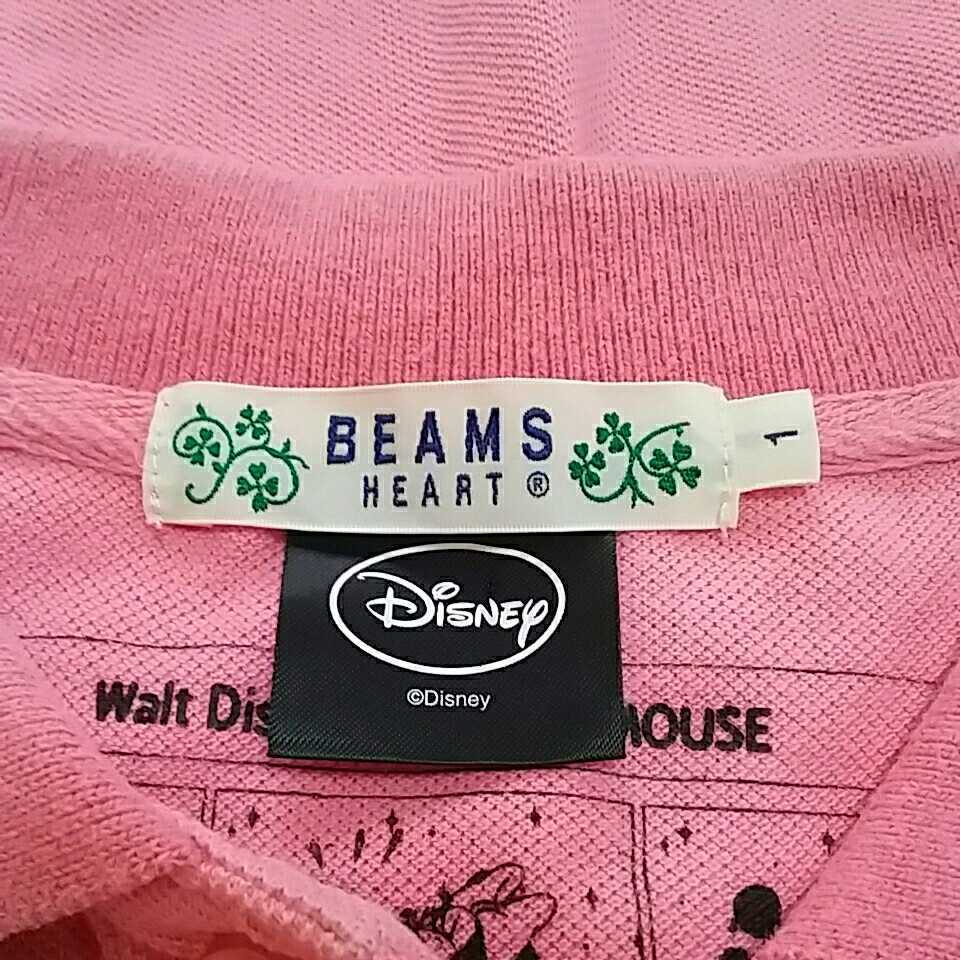 BEAMS
HEART ®
1
Disney
©Disney
Walt Dis
MOUSE